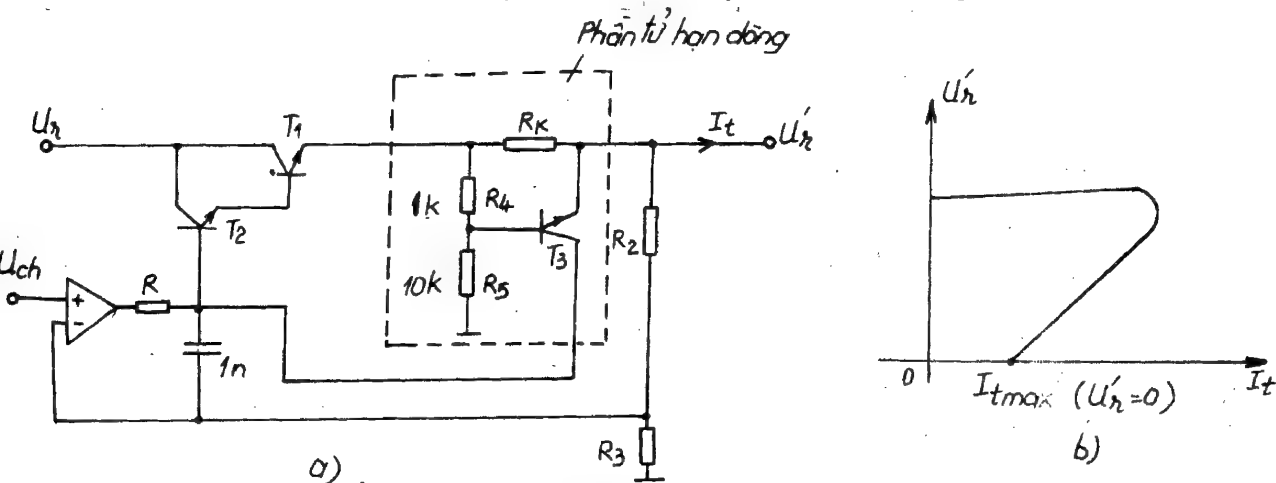 Phần tử hạn dòng
Ur
T1
RK
It
U'r
1k
R4
T2
T3
R2
Uch
R
10k
R5
+
-
1n
R3
a)
U'r
0
Itmax (U'r=0)
It
b)